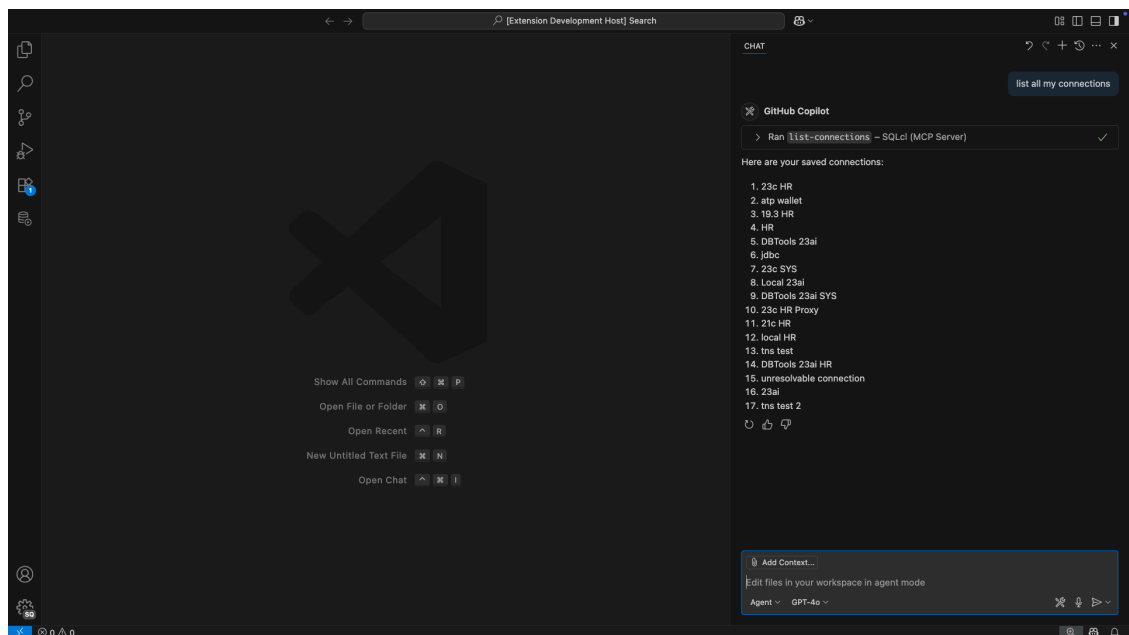 [Extension Development Host] Search
CHAT
list all my connections
GitHub Copilot
Ran list-connections – SQLcl (MCP Server)
Here are your saved connections:
1. 23c HR
2. atp wallet
3. 19.3 HR
4. HR
5. DBTools 23ai
6. jdbc
7. 23c SYS
8. Local 23ai
9. DBTools 23ai SYS
10. 23c HR Proxy
11. 21c HR
12. local HR
13. tns test
14. DBTools 23ai HR
15. unresolvable connection
16. 23ai
17. tns test 2
1
Show All Commands ⇧ ⌘ P
Open File or Folder ⌘ O
Open Recent ^ R
New Untitled Text File ⌘ N
Open Chat ^ ⌘ I
Add Context...
Edit files in your workspace in agent mode
Agent GPT-4o
SQ
0 0